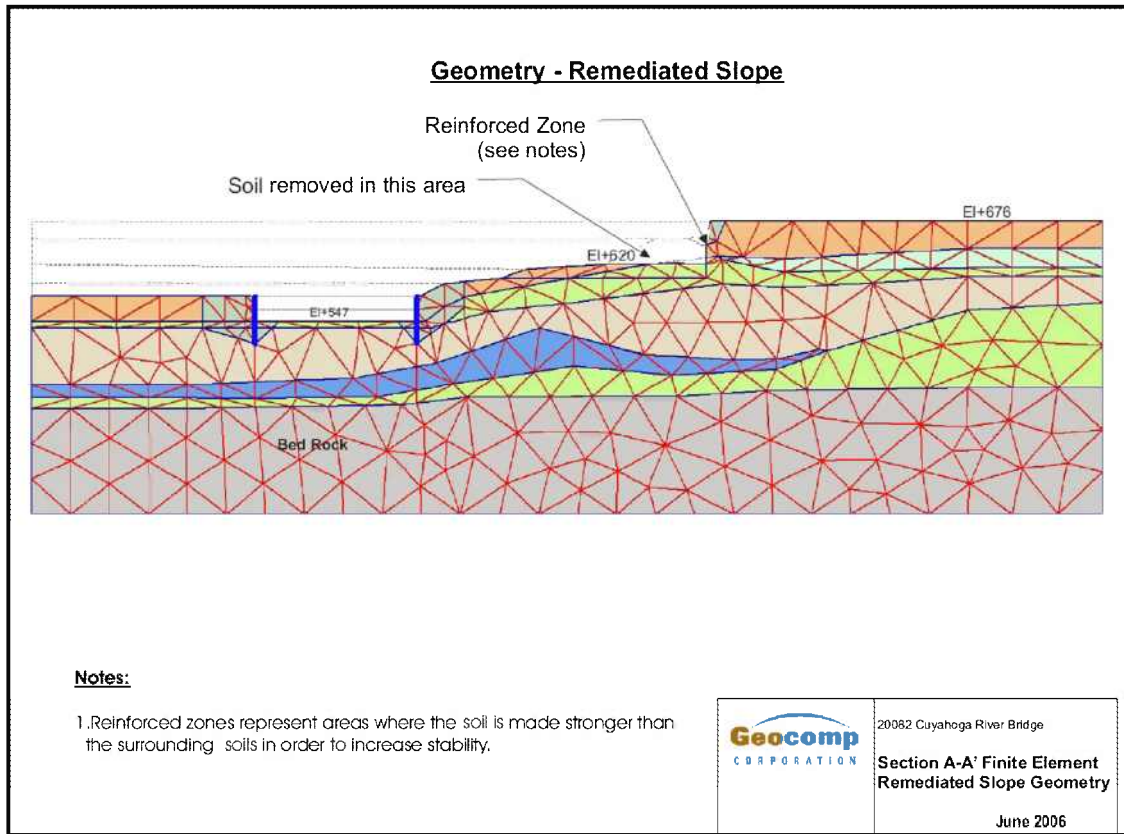 Geometry - Remediated Slope
Reinforced Zone
(see notes)
Soil removed in this area
El+676
El+620
El+547
Bed Rock
Notes:
1.Reinforced zones represent areas where the soil is made stronger than
the surrounding soils in order to increase stability.
Geocomp
CORPORATION
20082 Cuyahoga River Bridge
Section A-A' Finite Element
Remediated Slope Geometry
June 2006